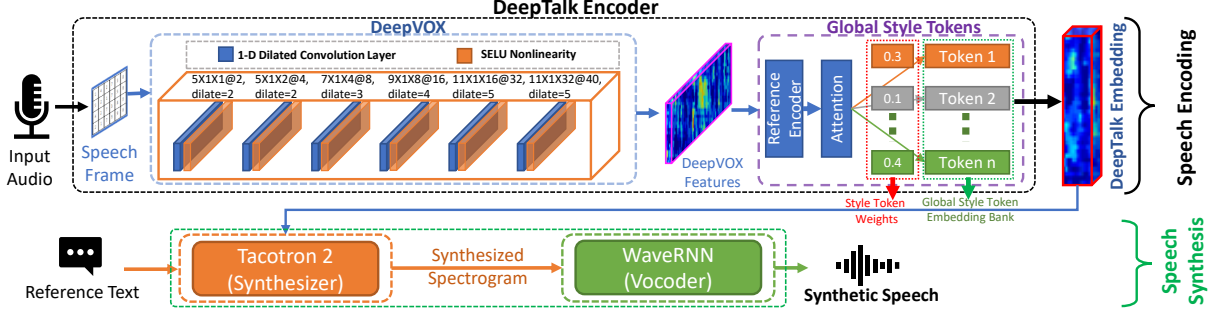 DeepTalk Encoder
DeepVOX
Global Style Tokens
1-D Dilated Convolution Layer
SELU Nonlinearity
5X1X1@2, 5X1X2@4, 7X1X4@8, 9X1X8@16, 11X1X16@32, 11X1X32@40,
dilate=2 dilate=2 dilate=3 dilate=4 dilate=5 dilate=5
Input
Audio
Speech
Frame
DeepVOX
Features
Reference
Encoder
Attention
0.3
Token 1
0.1
Token 2
0.4
Token n
Style Token
Weights
Global Style Token
Embedding Bank
DeepTalk Embedding
Speech Encoding
Reference Text
Tacotron 2
(Synthesizer)
Synthesized
Spectrogram
WaveRNN
(Vocoder)
Synthetic Speech
Speech
Synthesis